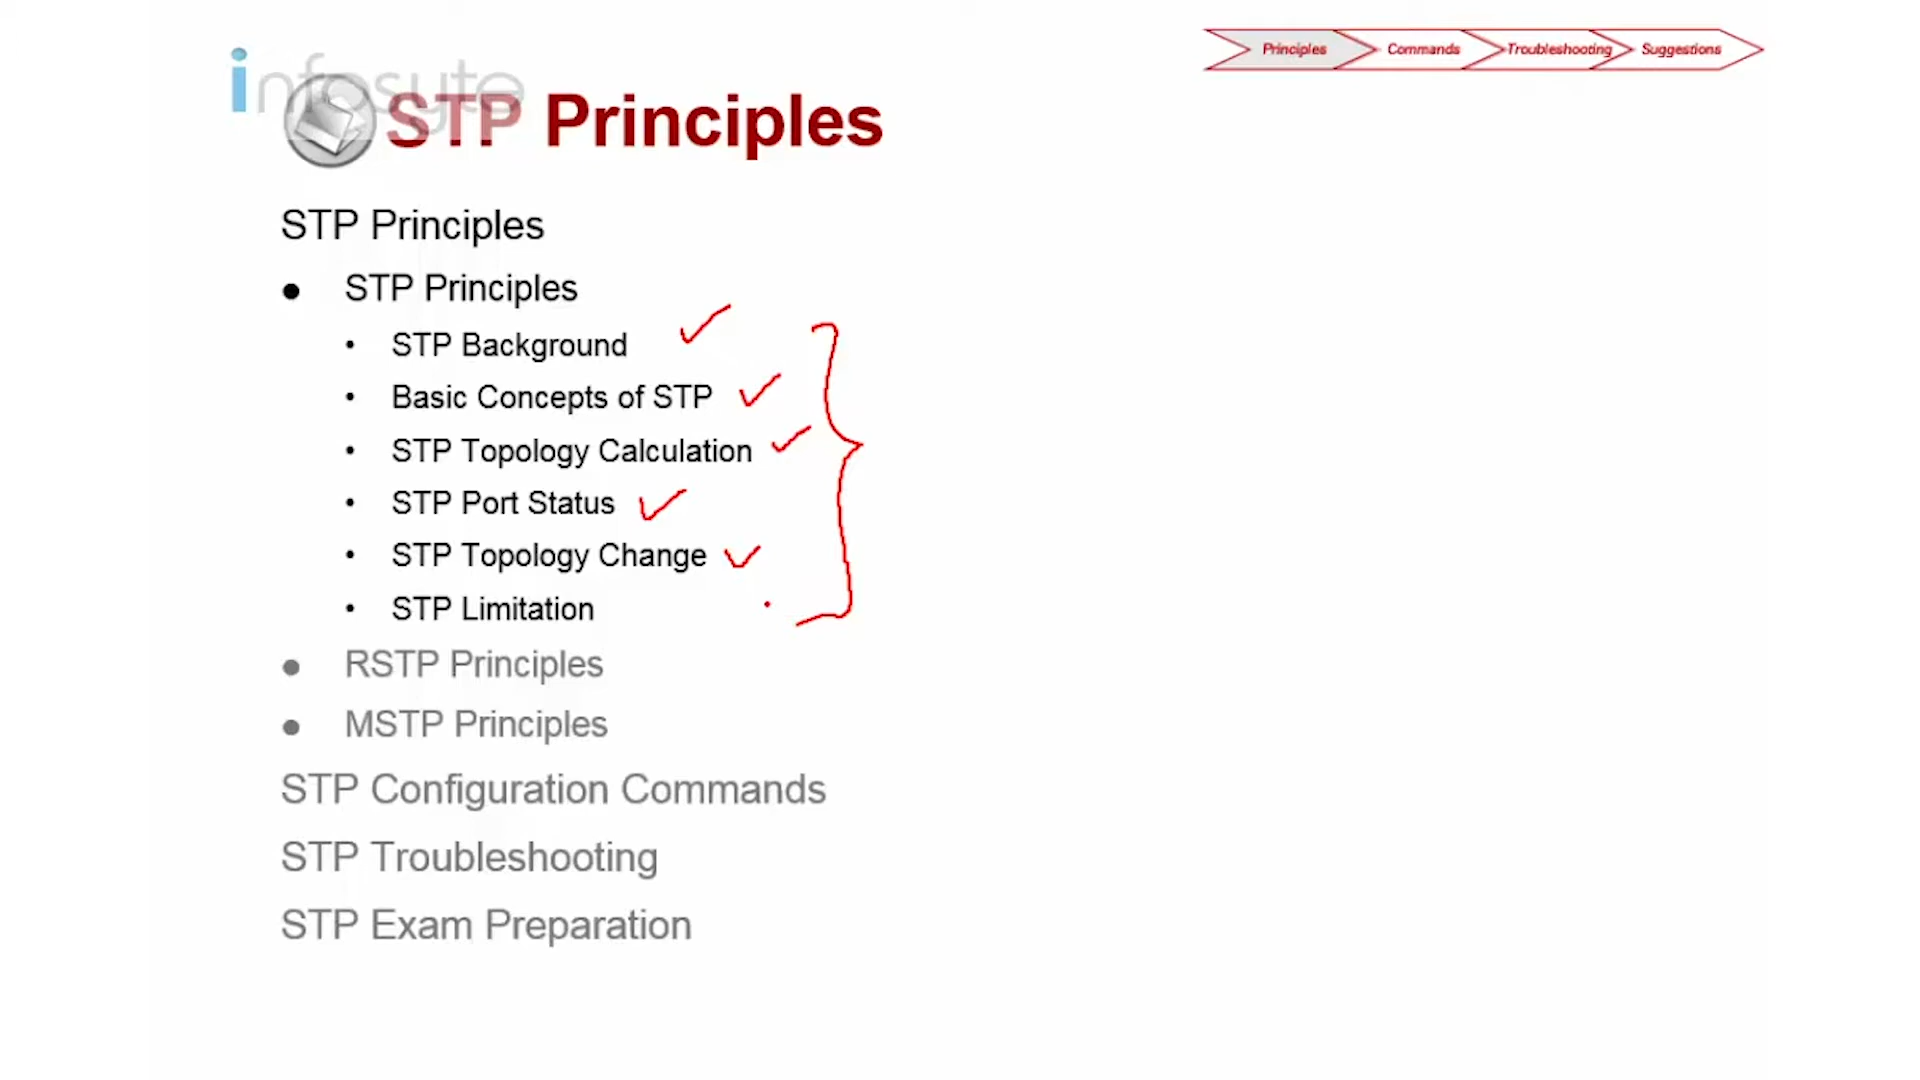 Principles Commands Troubleshooting Suggestions
infosyte
STP Principles
STP Principles
● STP Principles
• STP Background
• Basic Concepts of STP
• STP Topology Calculation
• STP Port Status
• STP Topology Change
• STP Limitation
● RSTP Principles
● MSTP Principles
STP Configuration Commands
STP Troubleshooting
STP Exam Preparation